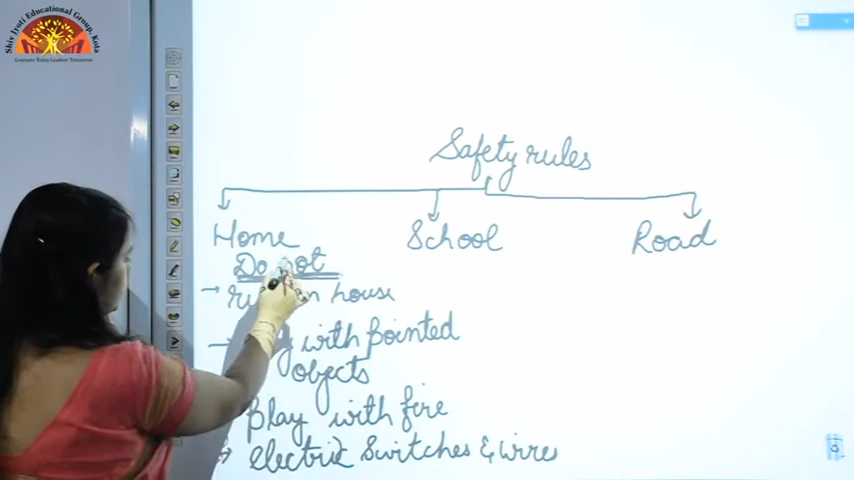 Shiv Jyoti Educational Group, Kota
Learners Today, Leaders Tomorrow
Safety rules
Home
School
Road
Do not
in house
with pointed
objects
play with fire
electric switches & wires